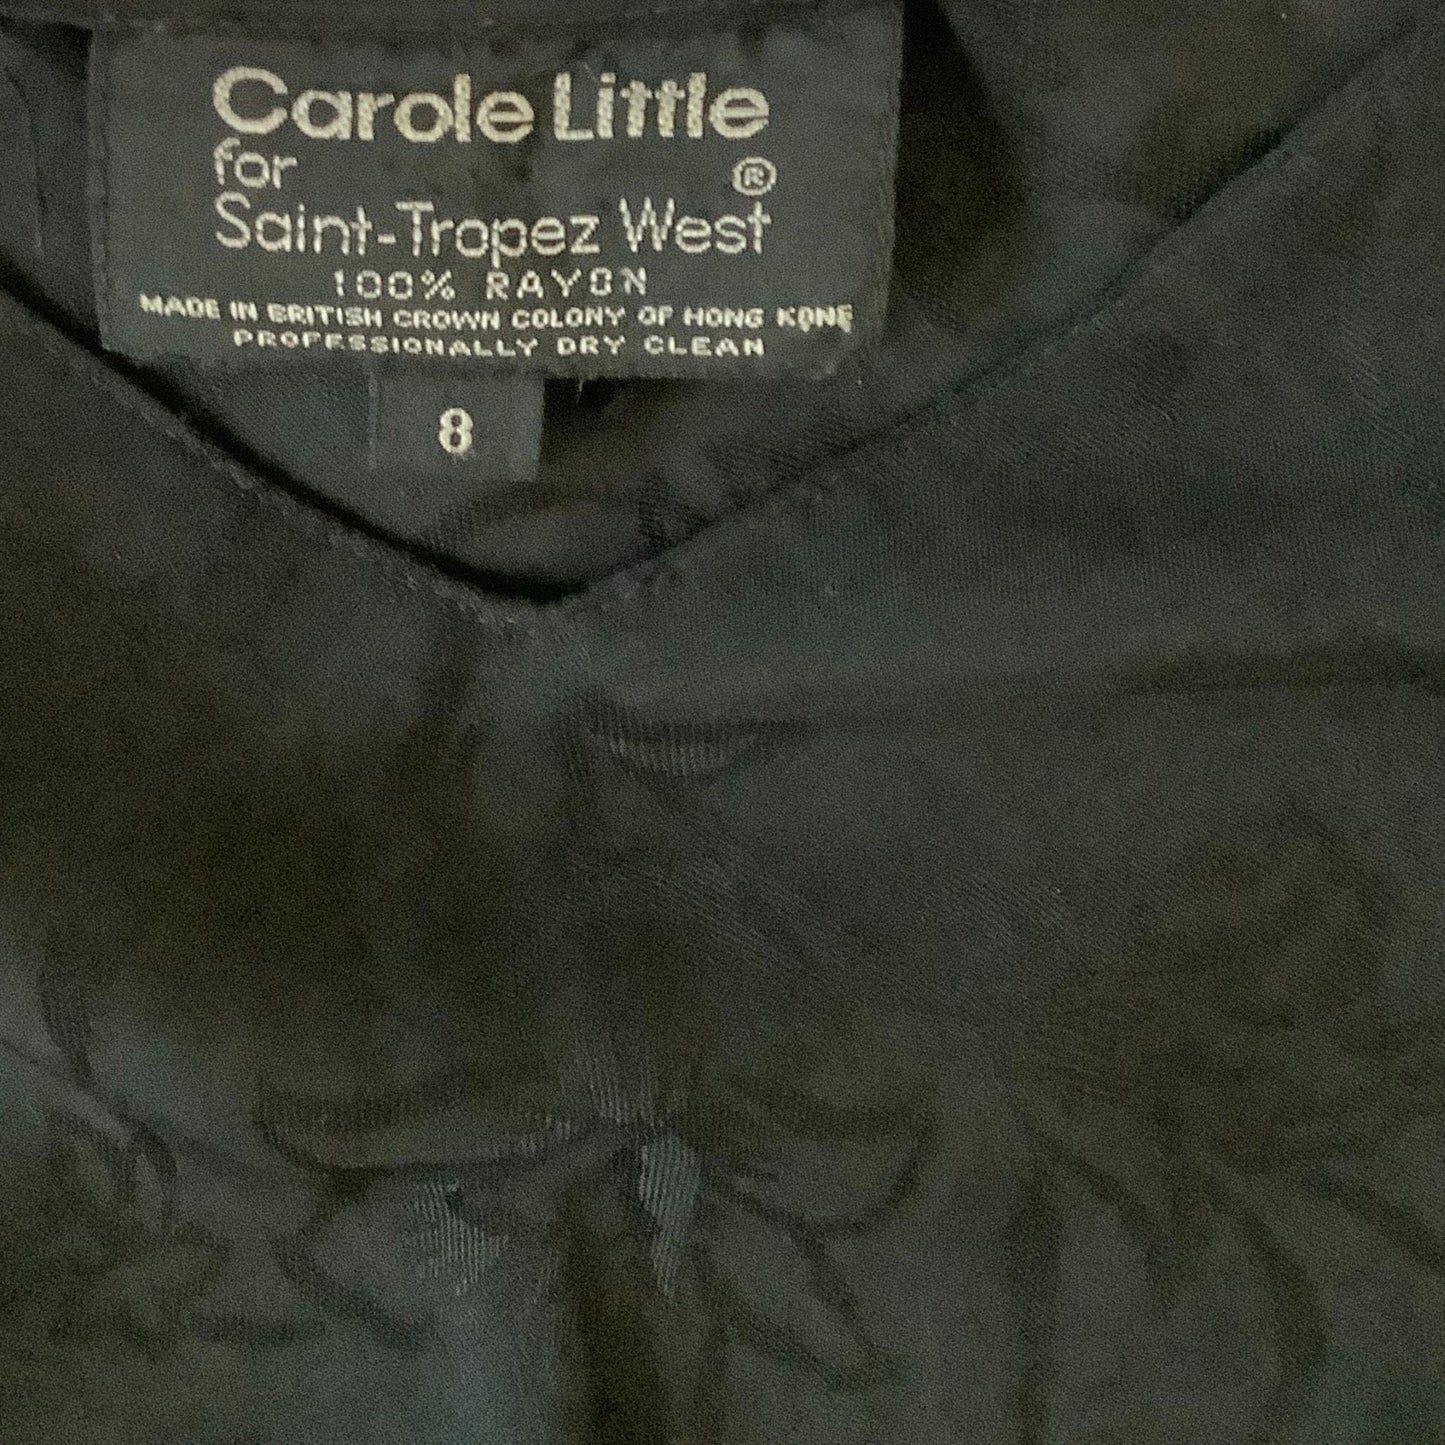 Carole Little
for ®
Saint-Tropez West
100% RAYON
MADE IN BRITISH CROWN COLONY OF HONG KONG
PROFESSIONALLY DRY CLEAN
8